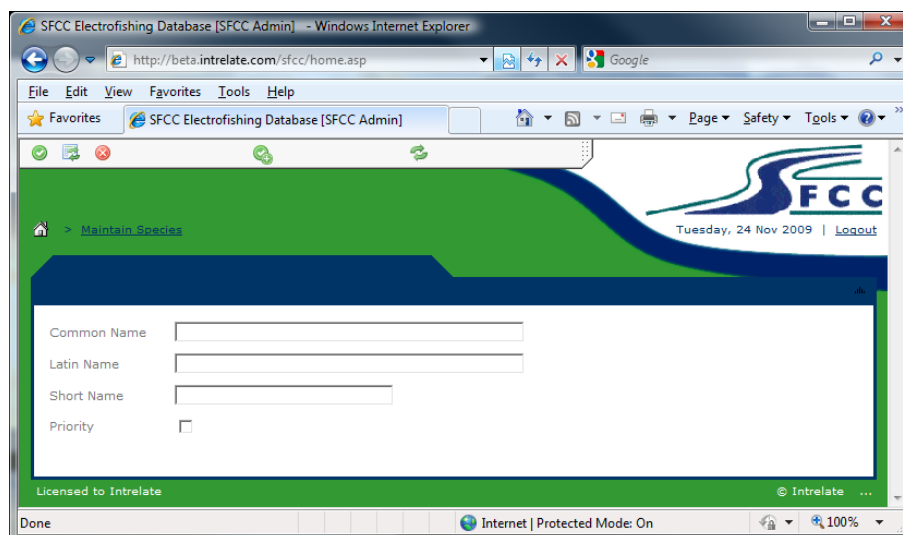 SFCC Electrofishing Database [SFCC Admin] - Windows Internet Explorer
http://beta.intrelate.com/sfcc/home.asp
Google
File Edit View Favorites Tools Help
Favorites
SFCC Electrofishing Database [SFCC Admin]
Page Safety Tools
SFCC
> Maintain Species
Tuesday, 24 Nov 2009 | Logout
Common Name
Latin Name
Short Name
Priority
Licensed to Intrelate
© Intrelate ...
Done
Internet | Protected Mode: On
100%